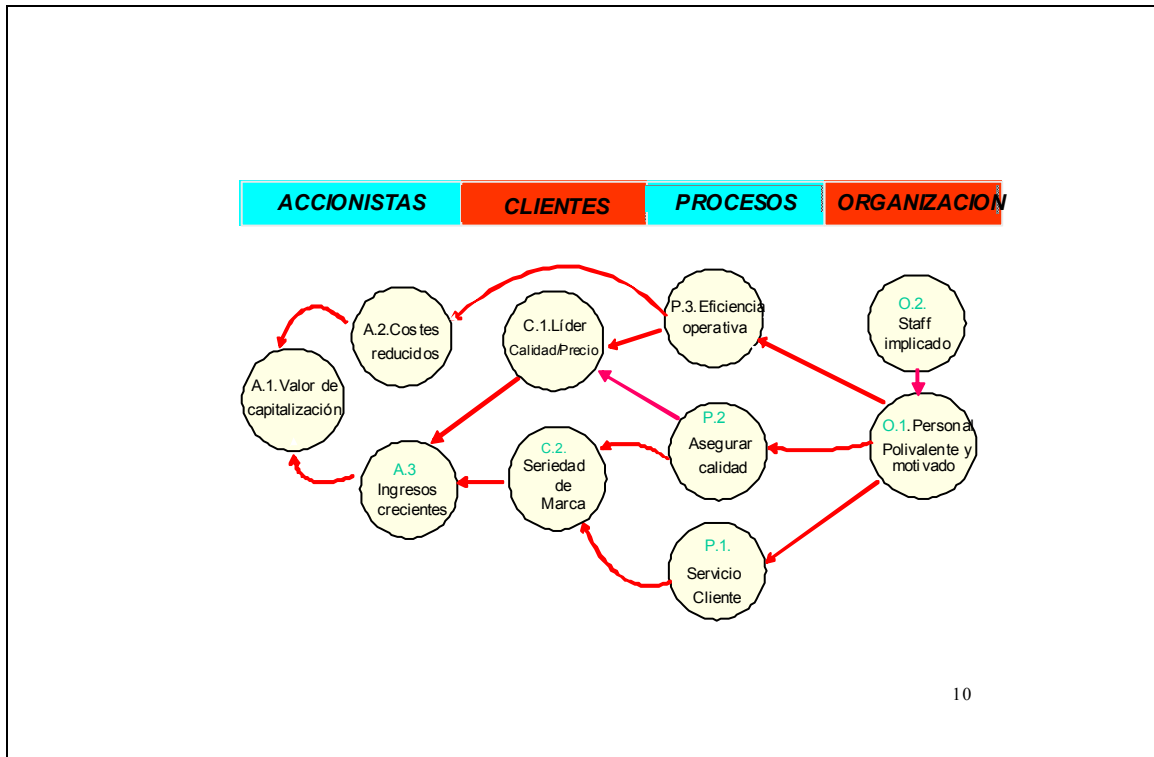 ACCIONISTAS
CLIENTES
PROCESOS
ORGANIZACION
A.1.Valor de
capitalización
A.2.Costes
reducidos
A.3
Ingresos
crecientes
C.1.Líder
Calidad/Precio
C.2.
Seriedad
de
Marca
P.3.Eficiencia
operativa
P.2
Asegurar
calidad
P.1.
Servicio
Cliente
O.2.
Staff
implicado
O.1.Personal
Polivalente y
motivado
10